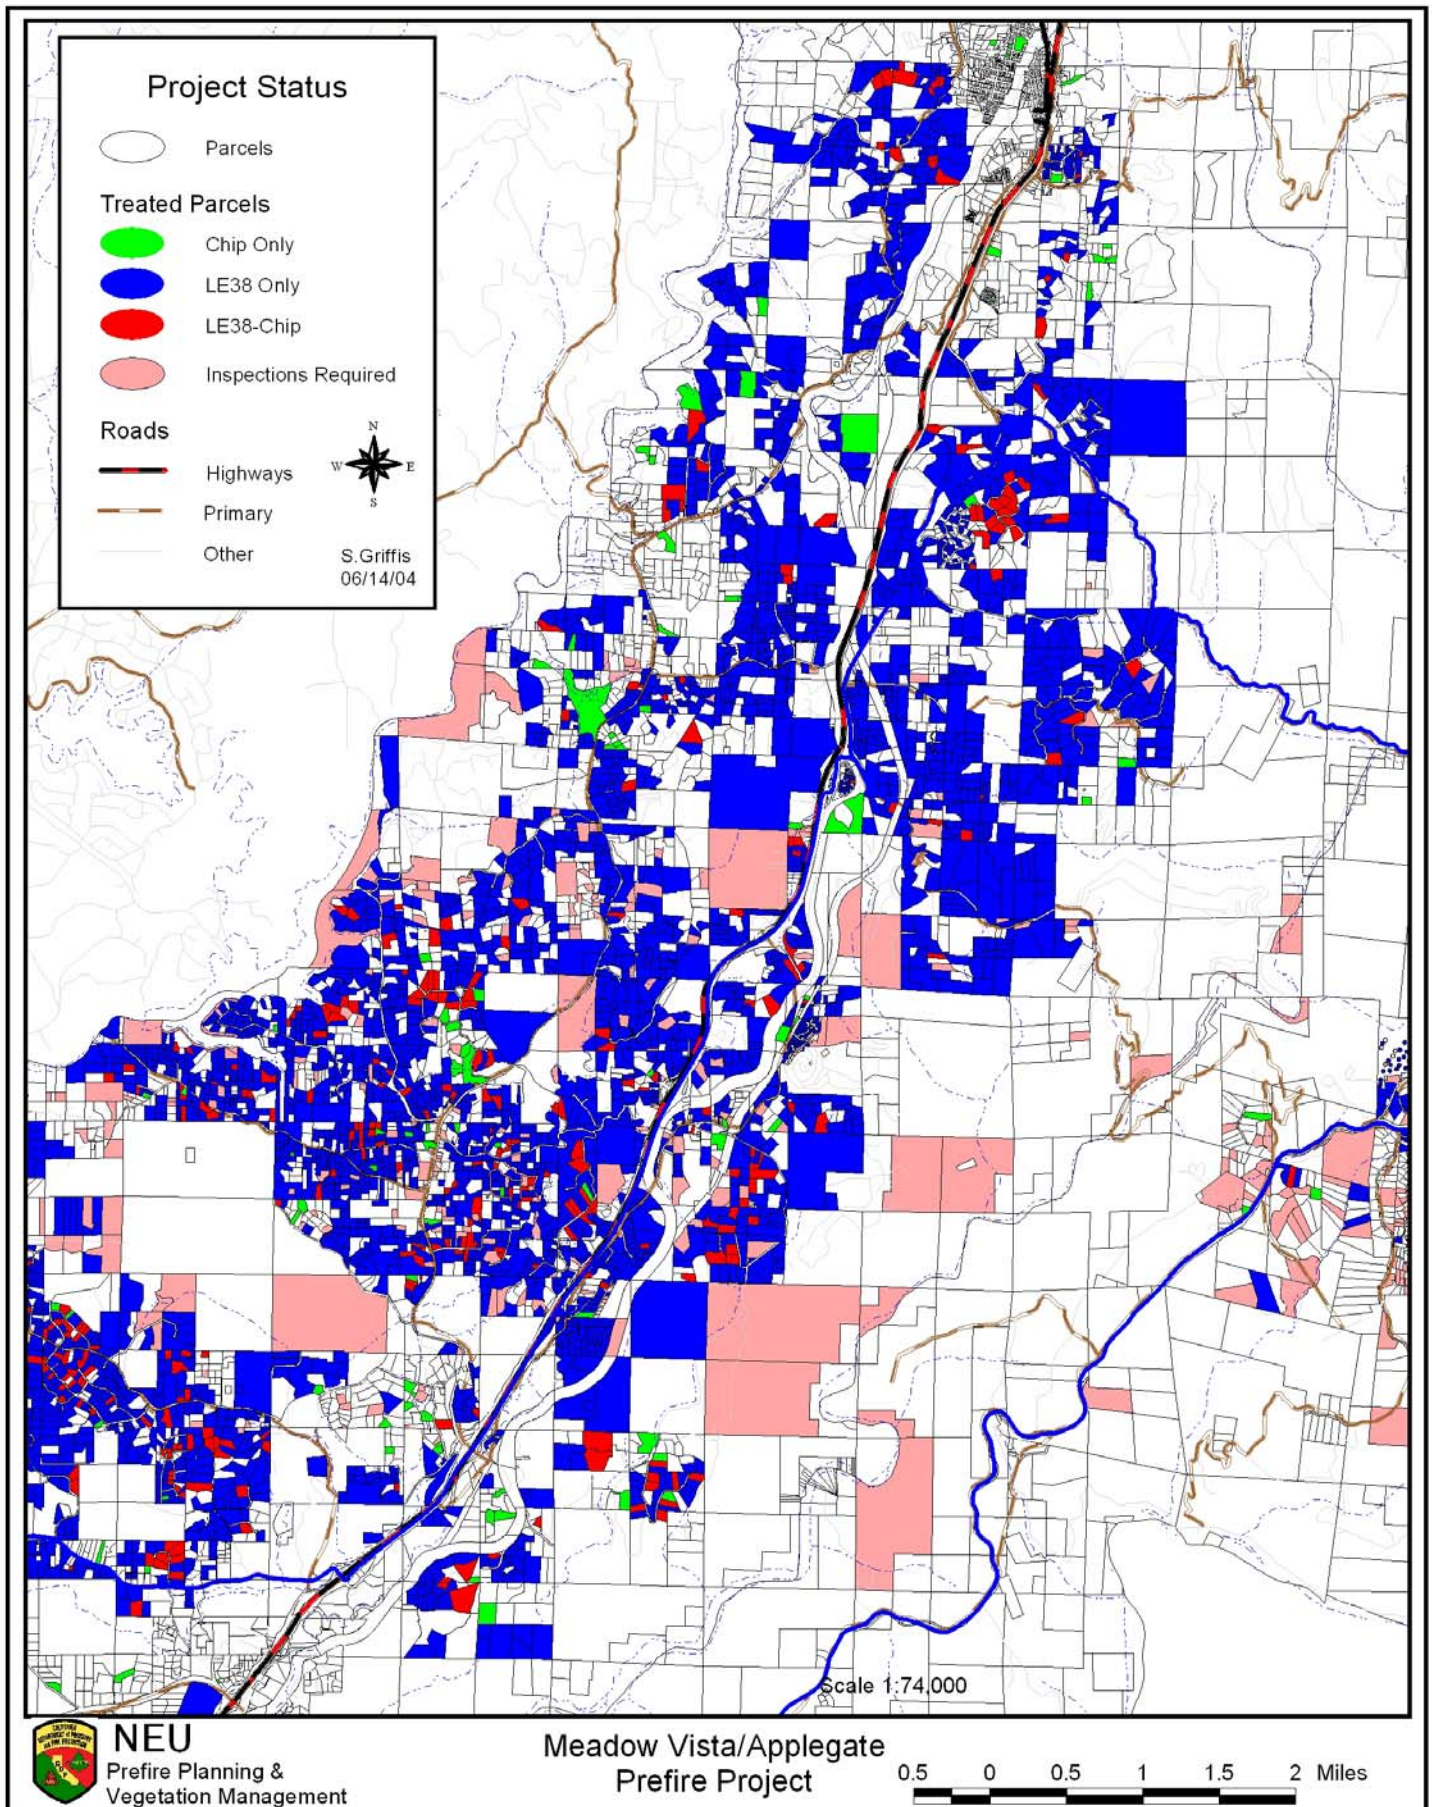 Project Status
Parcels
Treated Parcels
Chip Only
LE38 Only
LE38-Chip
Inspections Required
Roads
Highways
Primary
Other
N
W E
S
S.Griffis
06/14/04
Scale 1:74,000
NEU
Prefire Planning &
Vegetation Management
Meadow Vista/Applegate
Prefire Project
0.5 0 0.5 1 1.5 2 Miles